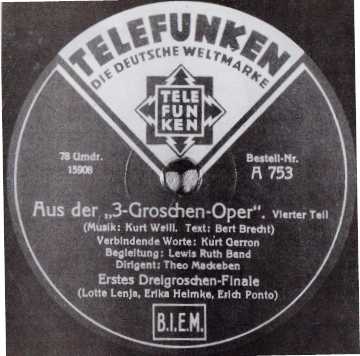 TELEFUNKEN
DIE DEUTSCHE WELTMARKE
TELE
FUN
KEN
78 Umdr.
15908
Bestell-Nr.
A 753
Aus der „3-Groschen-Oper“. Vierter Teil
(Musik: Kurt Weill. Text: Bert Brecht)
Verbindende Worte: Kurt Gerron
Begleitung: Lewis Ruth Band
Dirigent: Theo Mackeben
Erstes Dreigroschen-Finale
(Lotte Lenja, Erika Helmke, Erich Ponto)
B.I.E.M.